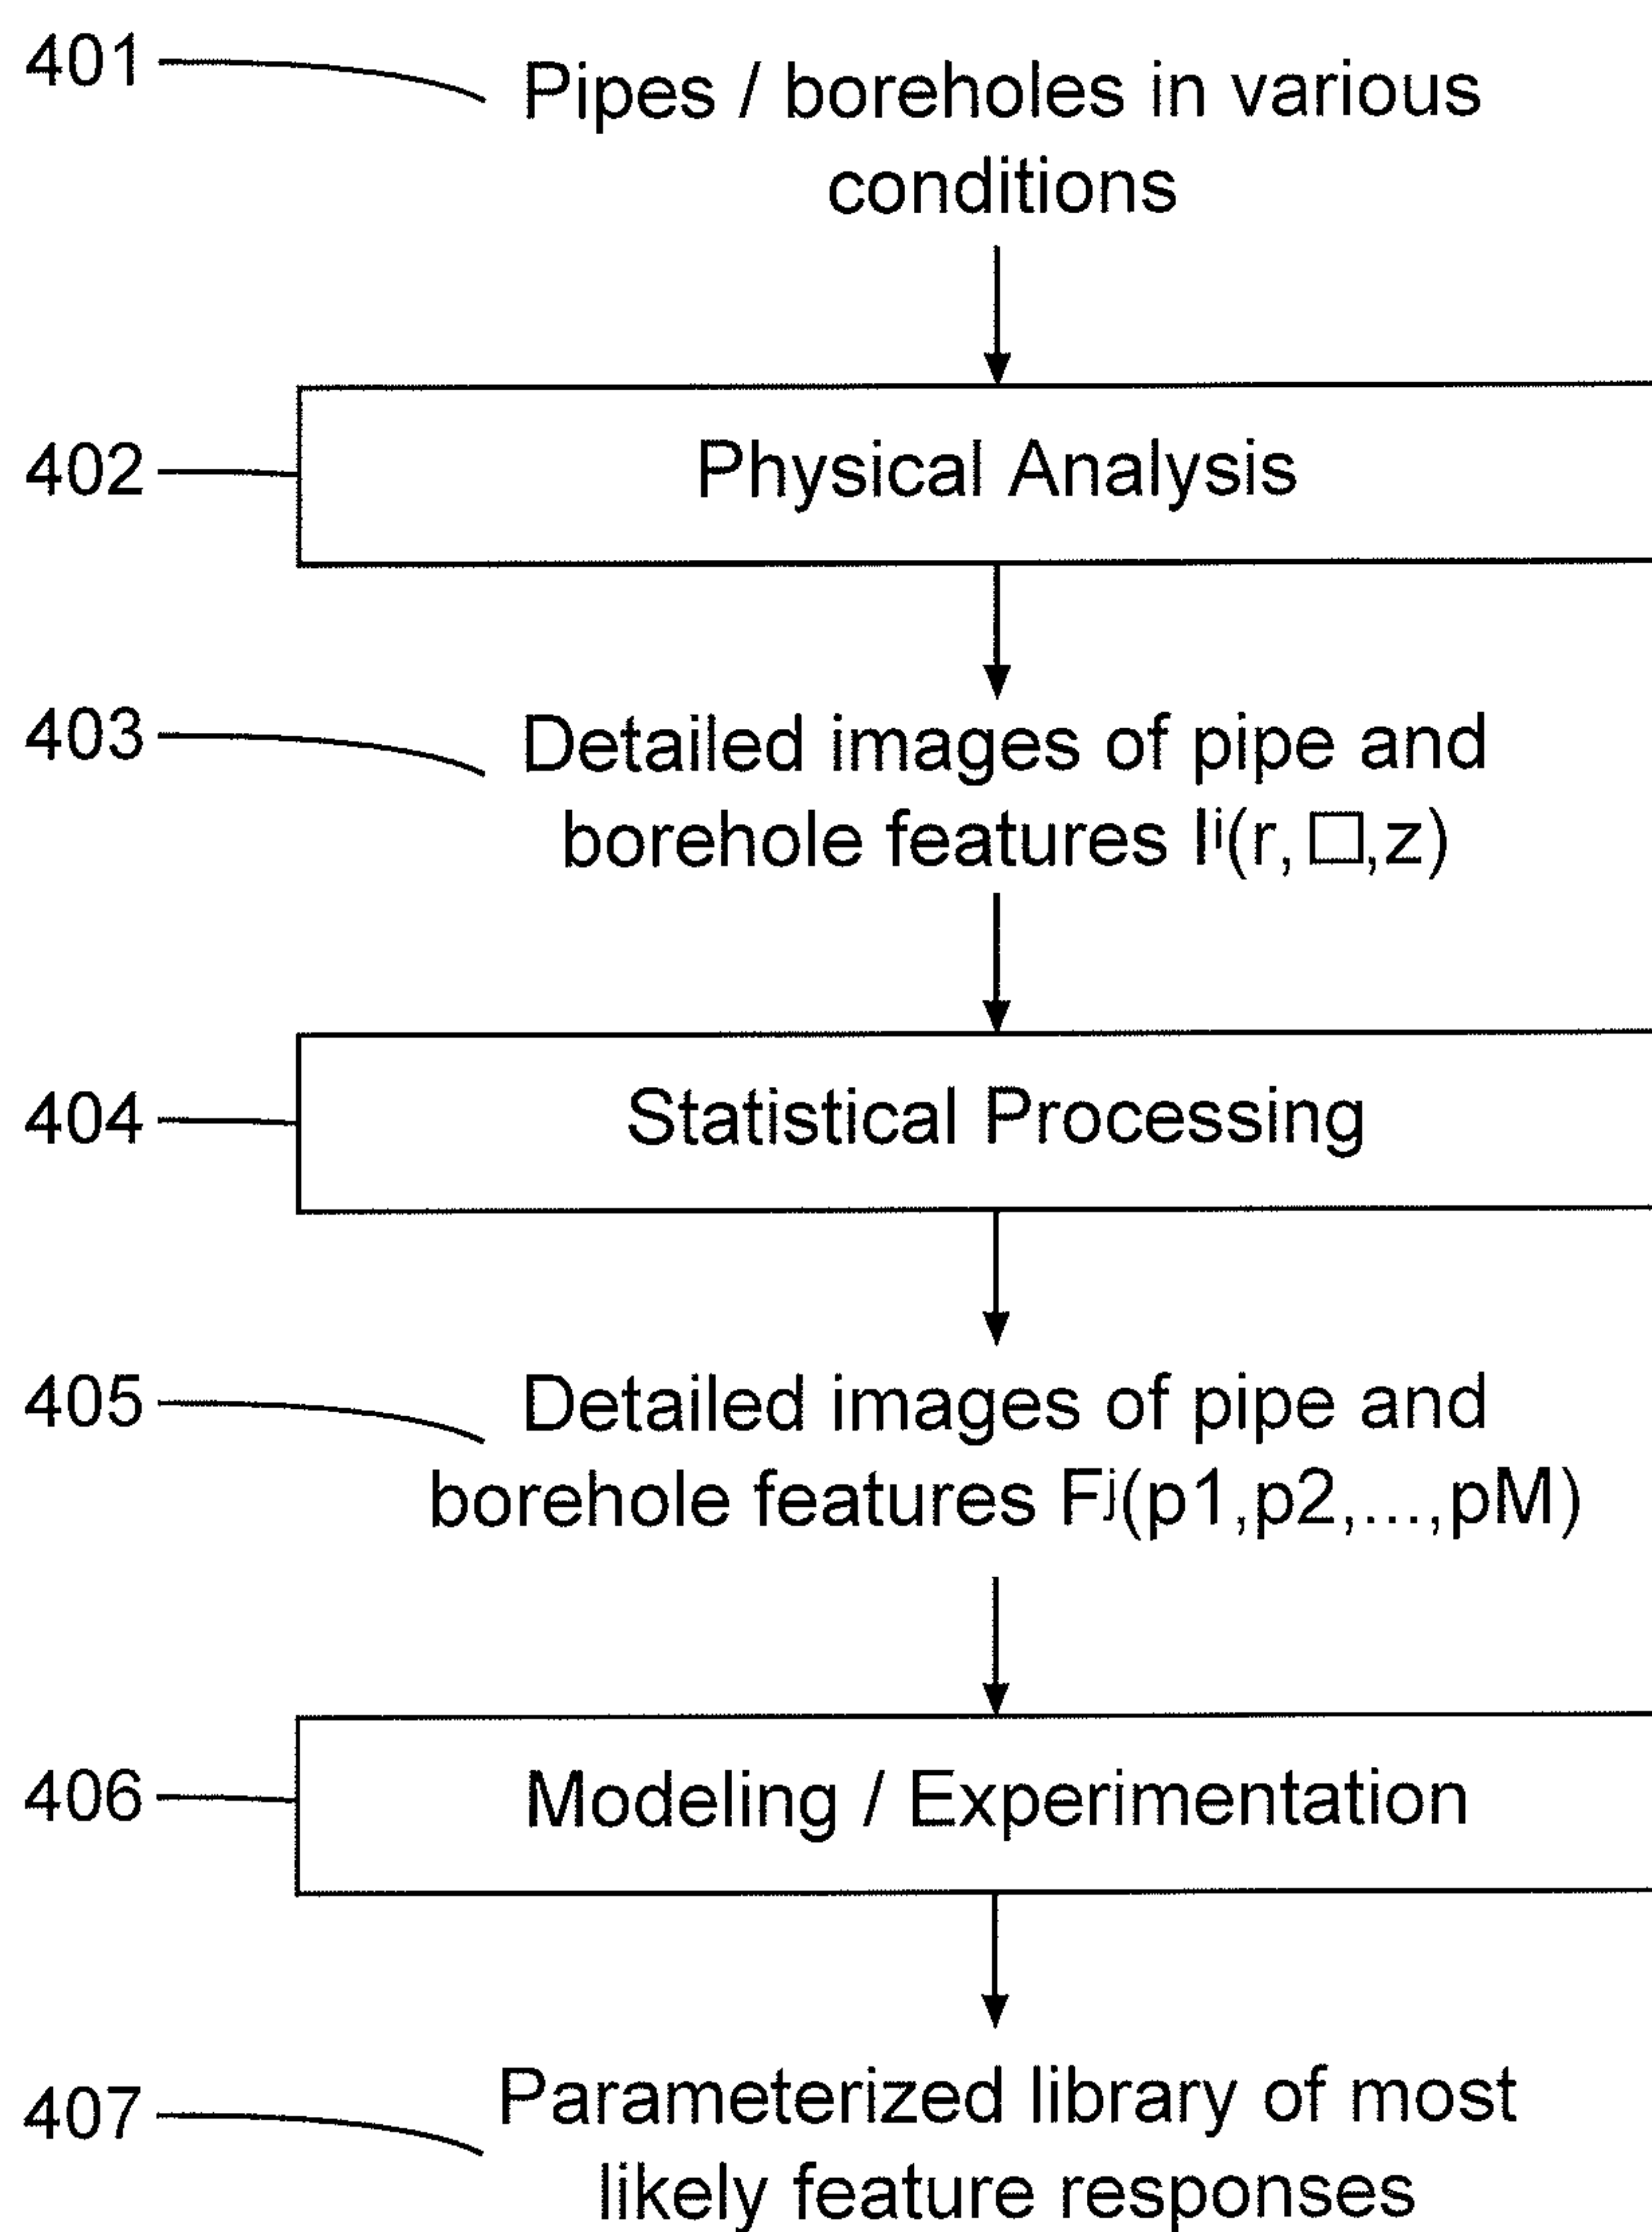 401
Pipes / boreholes in various
conditions
402
Physical Analysis
403
Detailed images of pipe and
borehole features Iⁱ(r, □,z)
404
Statistical Processing
405
Detailed images of pipe and
borehole features Fʲ(p1,p2,...,pM)
406
Modeling / Experimentation
407
Parameterized library of most
likely feature responses